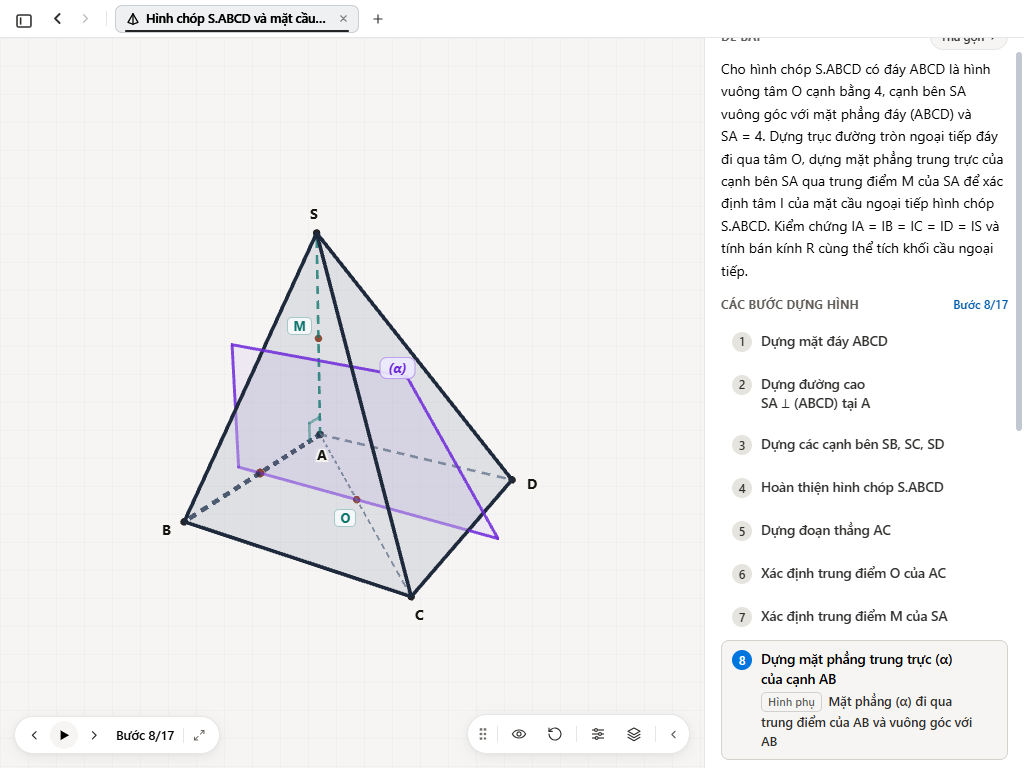 Hình chóp S.ABCD và mặt cầu...
Cho hình chóp S.ABCD có đáy ABCD là hình
vuông tâm O cạnh bằng 4, cạnh bên SA
vuông góc với mặt phẳng đáy (ABCD) và
SA = 4. Dựng trục đường tròn ngoại tiếp đáy
đi qua tâm O, dựng mặt phẳng trung trực của
cạnh bên SA qua trung điểm M của SA để xác
định tâm I của mặt cầu ngoại tiếp hình chóp
S.ABCD. Kiểm chứng IA = IB = IC = ID = IS và
tính bán kính R cùng thể tích khối cầu ngoại
tiếp.
CÁC BƯỚC DỰNG HÌNH
Bước 8/17
1 Dựng mặt đáy ABCD
2 Dựng đường cao
SA ⊥ (ABCD) tại A
3 Dựng các cạnh bên SB, SC, SD
4 Hoàn thiện hình chóp S.ABCD
5 Dựng đoạn thẳng AC
6 Xác định trung điểm O của AC
7 Xác định trung điểm M của SA
8 Dựng mặt phẳng trung trực (α)
của cạnh AB
Hình phụ Mặt phẳng (α) đi qua
trung điểm của AB và vuông góc với
AB
S
M
(α)
A
D
O
B
C
Bước 8/17